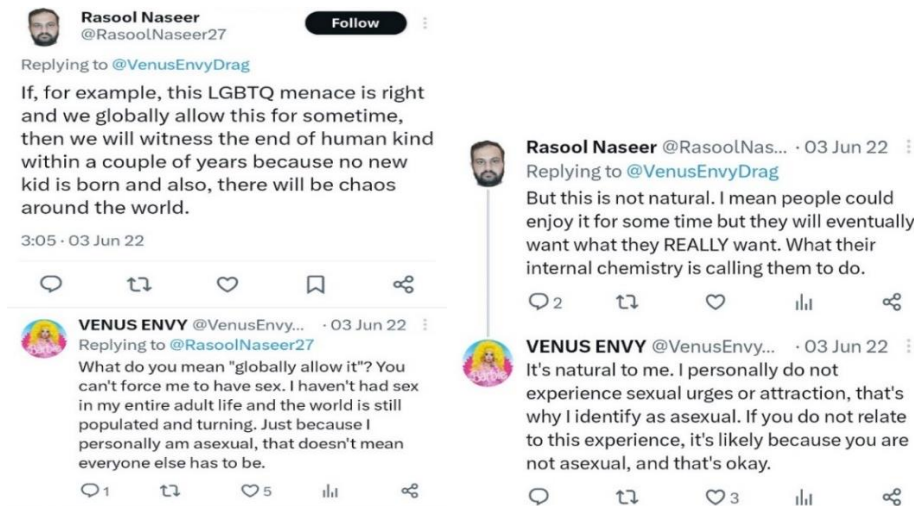 Rasool Naseer
@RasoolNaseer27
Follow
Replying to @VenusEnvyDrag
If, for example, this LGBTQ menace is right
and we globally allow this for sometime,
then we will witness the end of human kind
within a couple of years because no new
kid is born and also, there will be chaos
around the world.
3:05 · 03 Jun 22
VENUS ENVY @VenusEnvy... · 03 Jun 22
Replying to @RasoolNaseer27
What do you mean "globally allow it"? You
can't force me to have sex. I haven't had sex
in my entire adult life and the world is still
populated and turning. Just because I
personally am asexual, that doesn't mean
everyone else has to be.
1 5
Rasool Naseer @RasoolNas... · 03 Jun 22
Replying to @VenusEnvyDrag
But this is not natural. I mean people could
enjoy it for some time but they will eventually
want what they REALLY want. What their
internal chemistry is calling them to do.
2
VENUS ENVY @VenusEnvy... · 03 Jun 22
It's natural to me. I personally do not
experience sexual urges or attraction, that's
why I identify as asexual. If you do not relate
to this experience, it's likely because you are
not asexual, and that's okay.
3